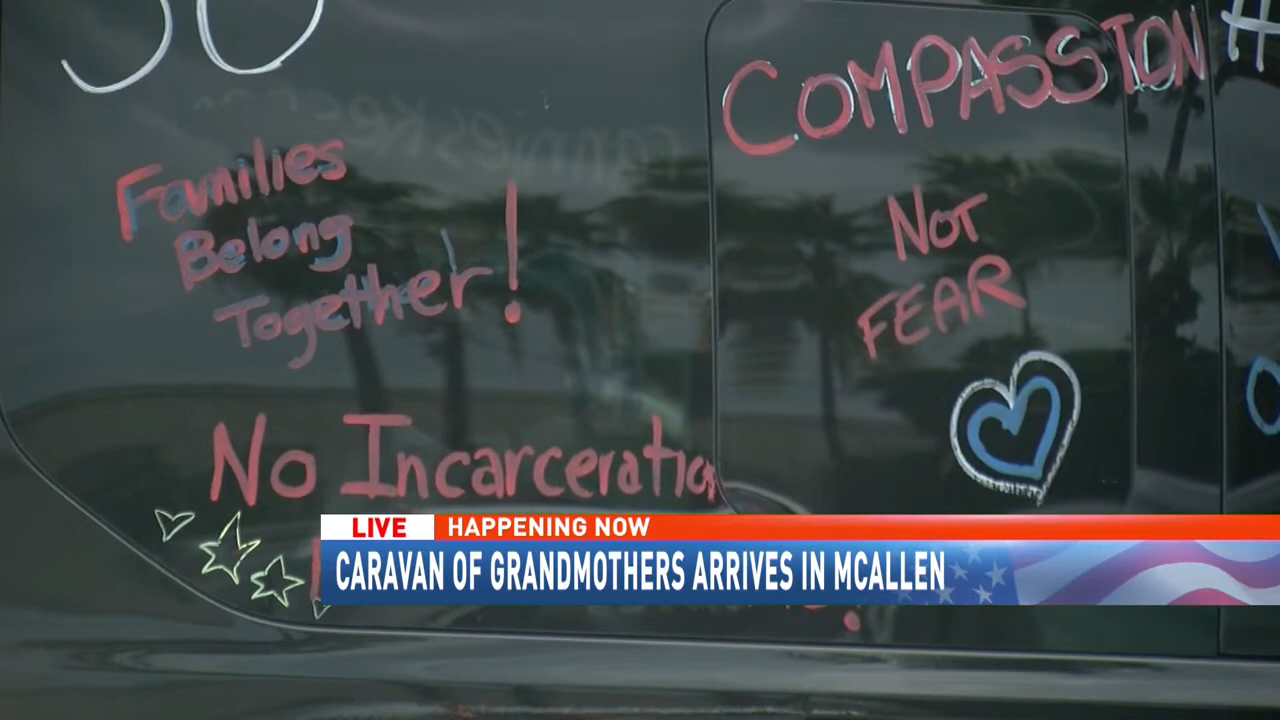 COMPASSION
Families
Belong
Together!
NOT
FEAR
No Incarceratio
LIVE
HAPPENING NOW
CARAVAN OF GRANDMOTHERS ARRIVES IN MCALLEN